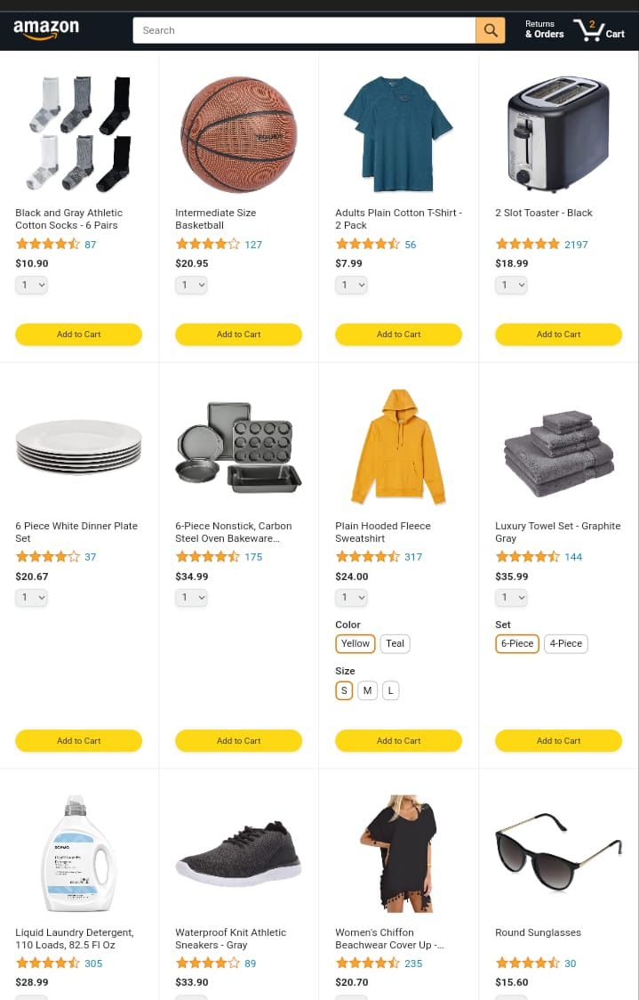 amazon
Search
Returns
& Orders
2
Cart
Black and Gray Athletic
Cotton Socks - 6 Pairs
87
$10.90
1
Add to Cart
Intermediate Size
Basketball
127
$20.95
1
Add to Cart
Adults Plain Cotton T-Shirt -
2 Pack
56
$7.99
1
Add to Cart
2 Slot Toaster - Black
2197
$18.99
1
Add to Cart
6 Piece White Dinner Plate
Set
37
$20.67
1
Add to Cart
6-Piece Nonstick, Carbon
Steel Oven Bakeware...
175
$34.99
1
Add to Cart
Plain Hooded Fleece
Sweatshirt
317
$24.00
1
Color
Yellow Teal
Size
S M L
Add to Cart
Luxury Towel Set - Graphite
Gray
144
$35.99
1
Set
6-Piece 4-Piece
Add to Cart
Liquid Laundry
Detergent
Liquid Laundry Detergent,
110 Loads, 82.5 Fl Oz
305
$28.99
Waterproof Knit Athletic
Sneakers - Gray
89
$33.90
Women's Chiffon
Beachwear Cover Up -...
235
$20.70
Round Sunglasses
30
$15.60